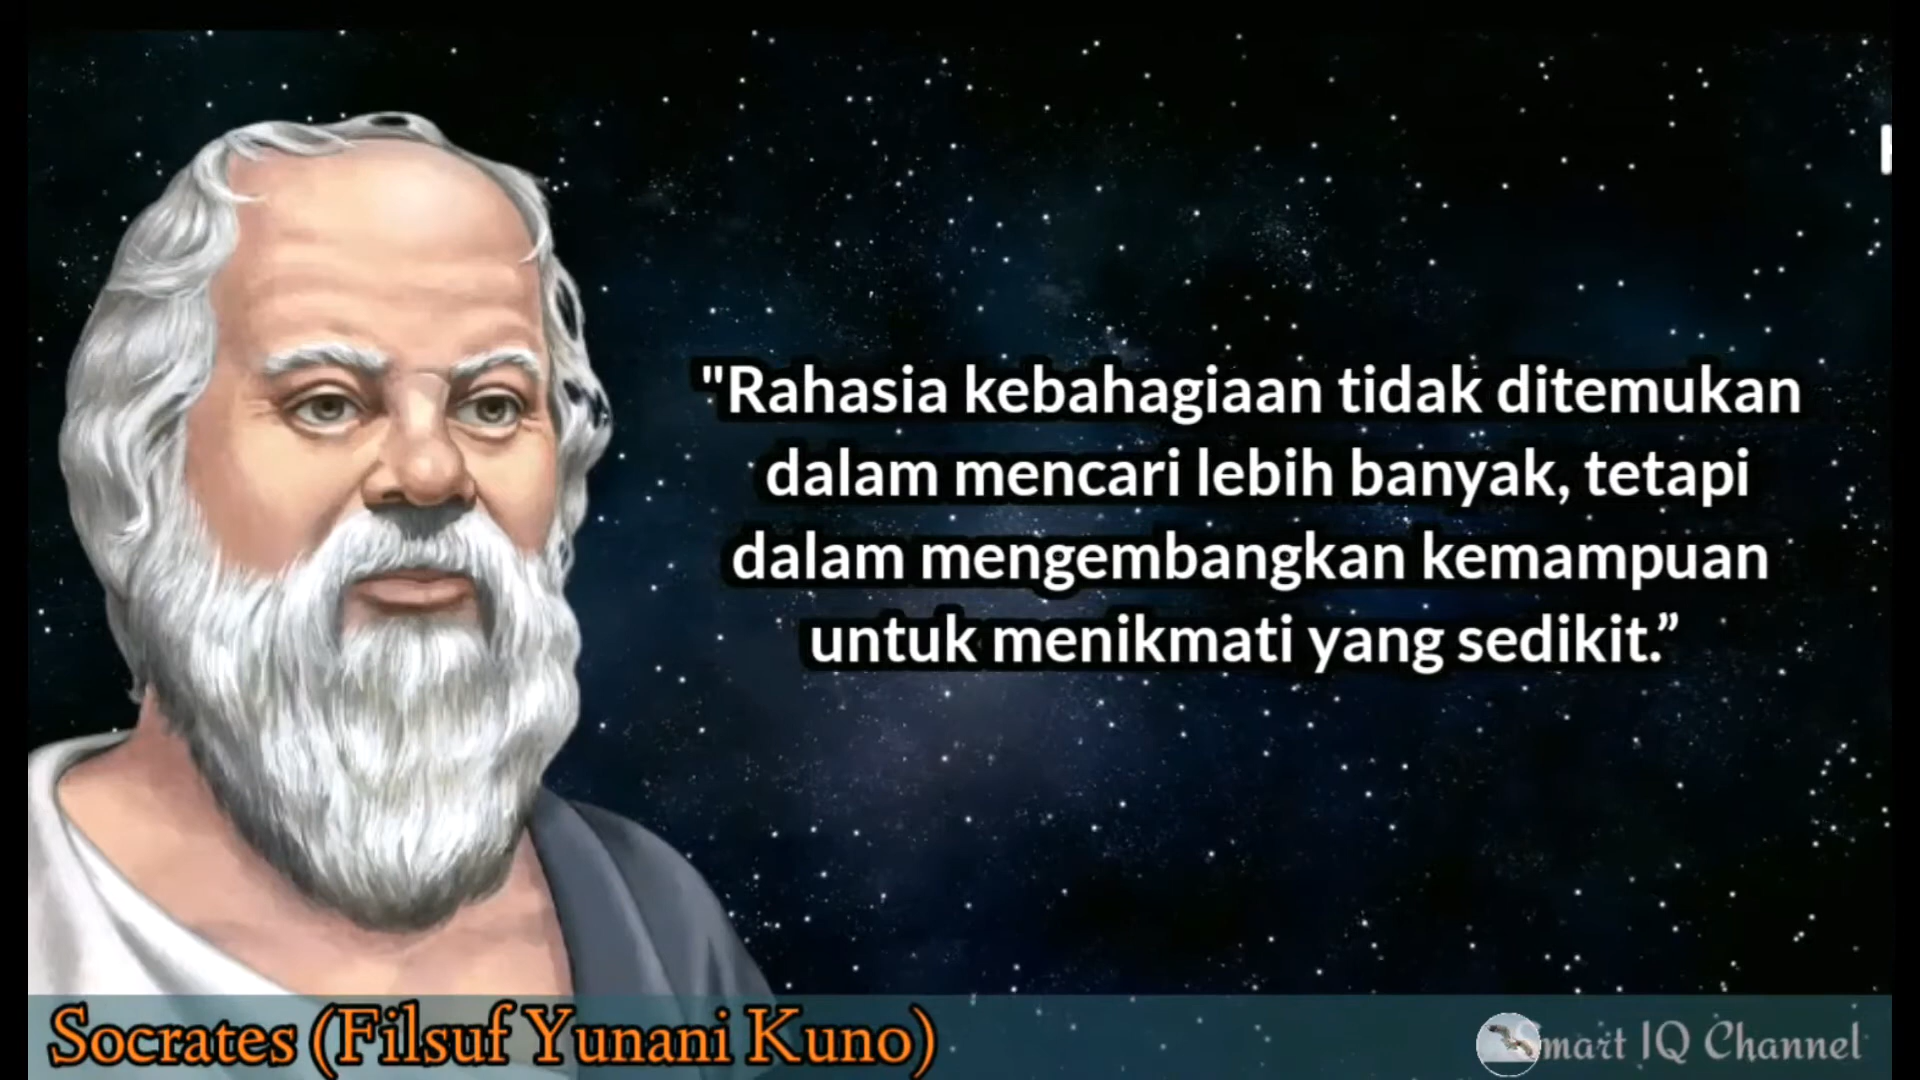 "Rahasia kebahagiaan tidak ditemukan
dalam mencari lebih banyak, tetapi
dalam mengembangkan kemampuan
untuk menikmati yang sedikit.”
Socrates (Filsuf Yunani Kuno)
Smart IQ Channel